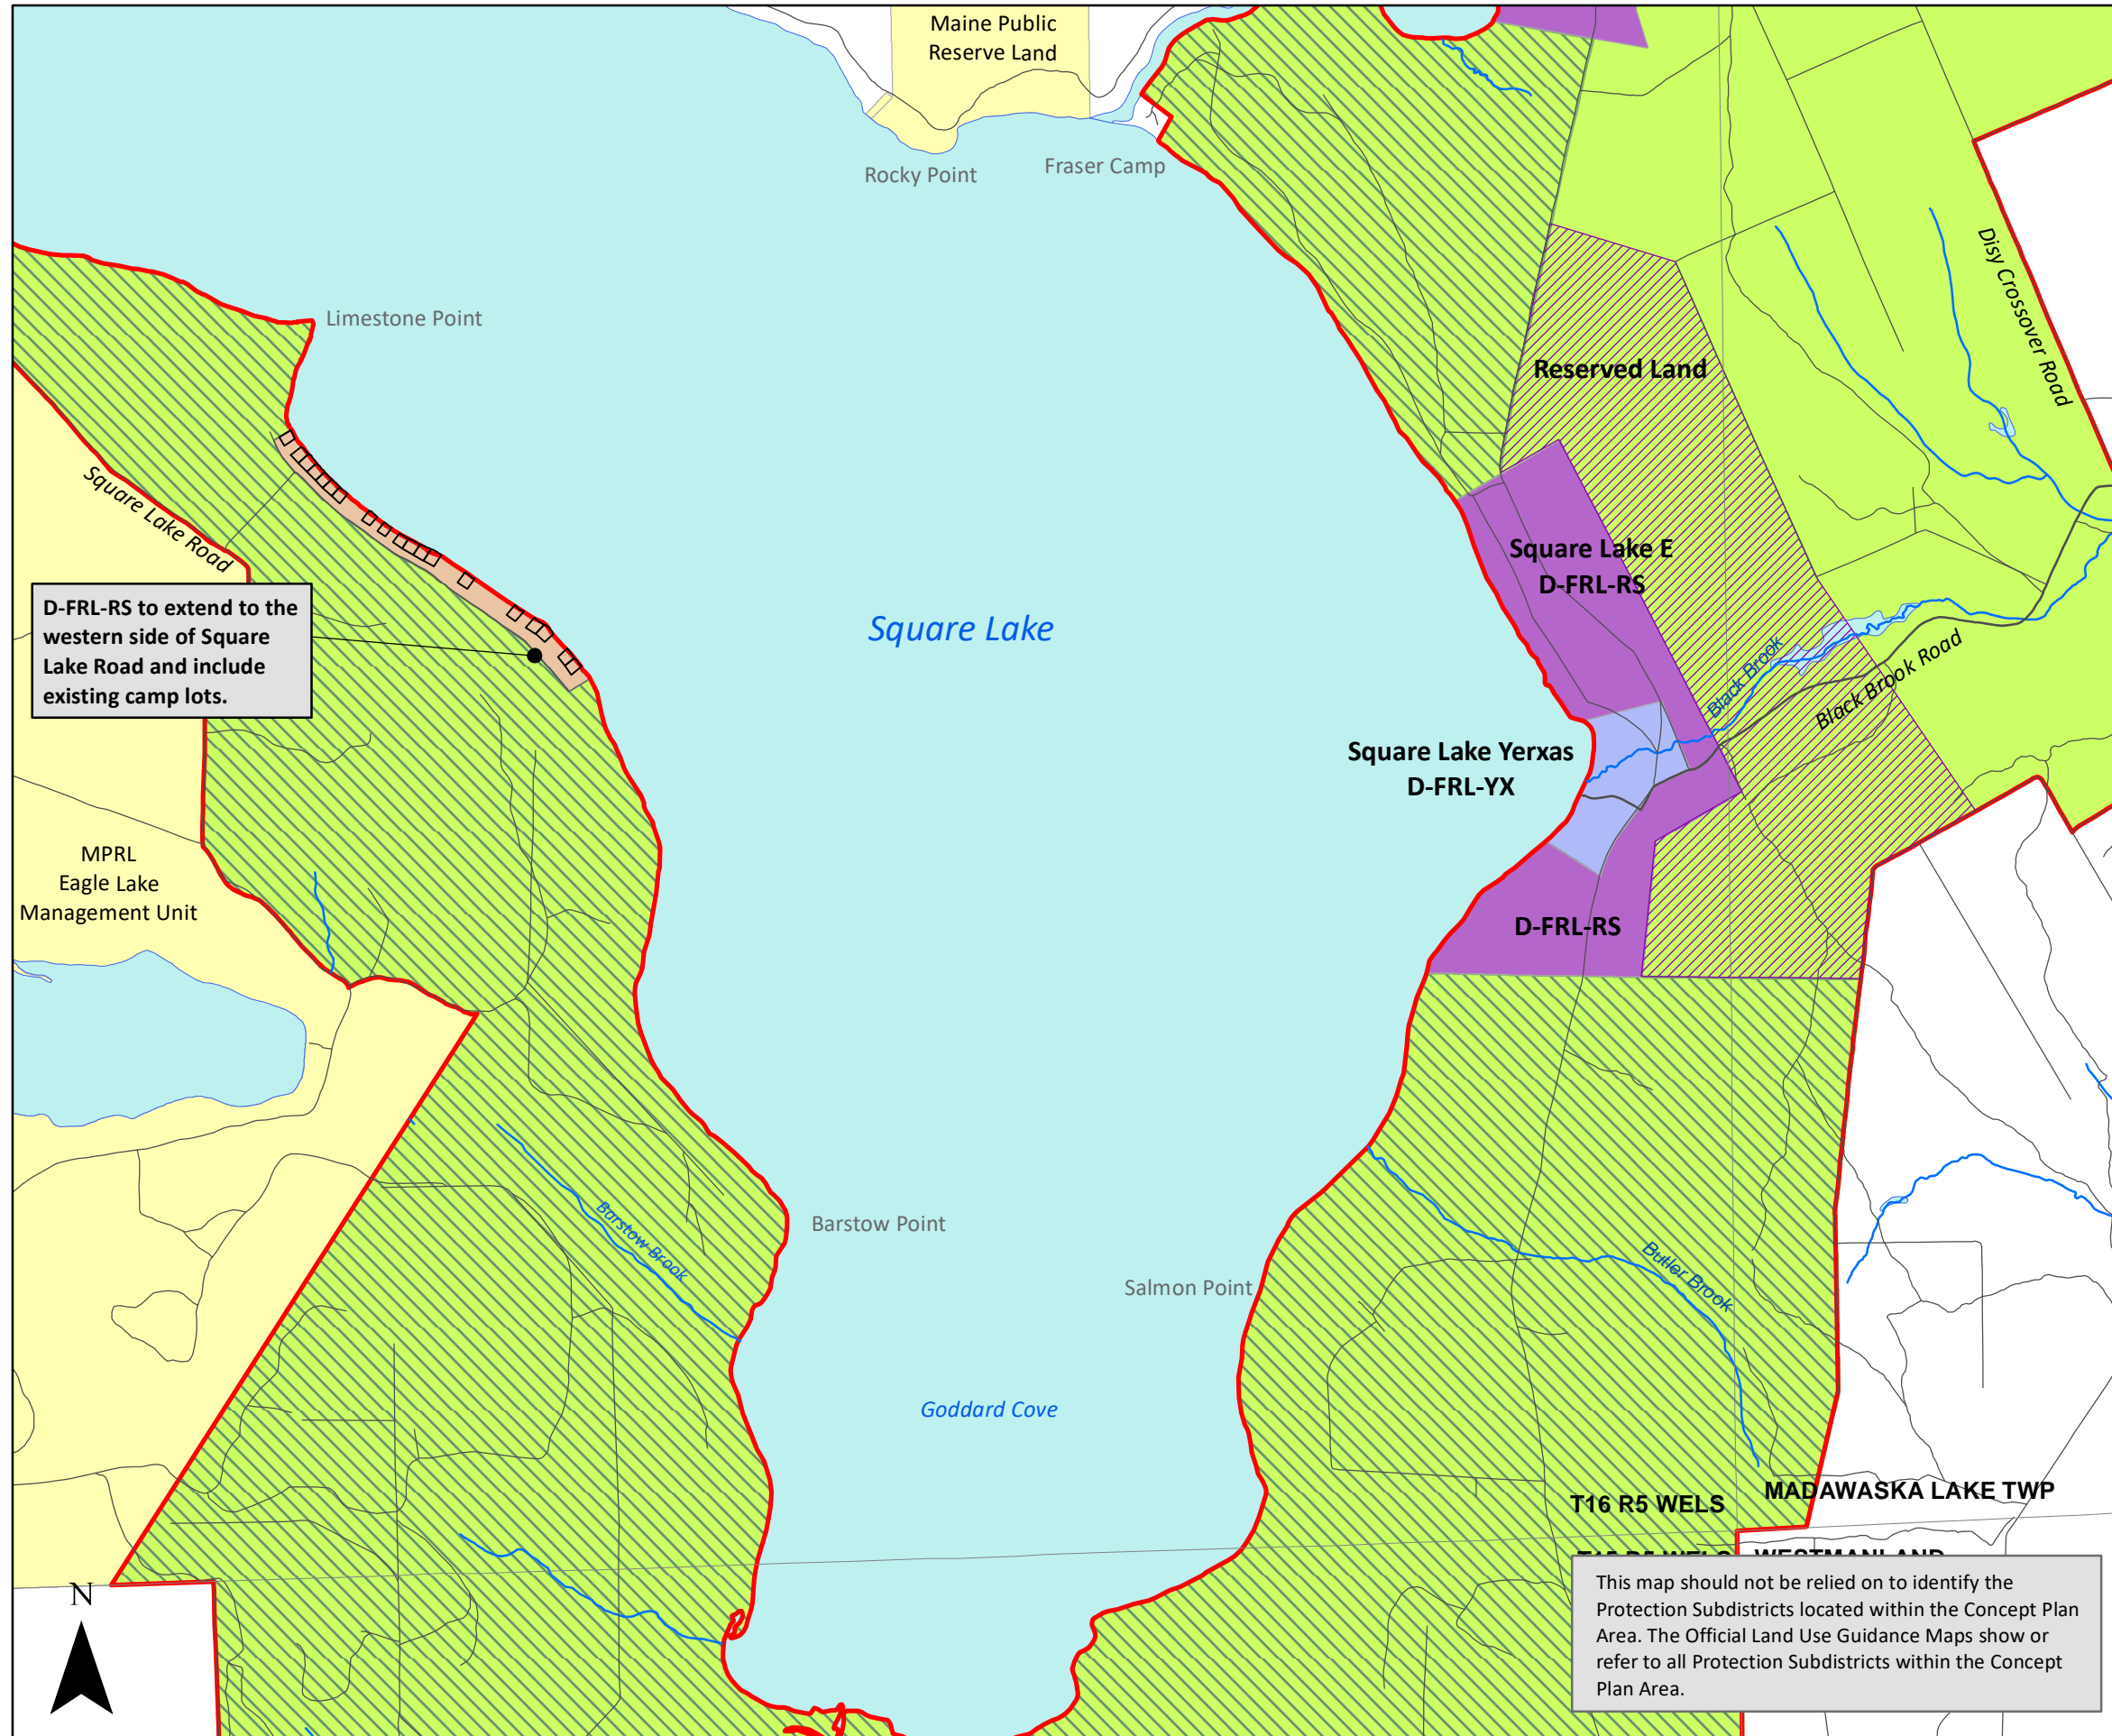 Maine Public
Reserve Land
Rocky Point
Fraser Camp
Limestone Point
Disy Crossover Road
Reserved Land
Square Lake Road
Square Lake E
D-FRL-RS
D-FRL-RS to extend to the
western side of Square
Lake Road and include
existing camp lots.
Square Lake
Black Brook
Black Brook Road
Square Lake Yerxas
D-FRL-YX
MPRL
Eagle Lake
Management Unit
D-FRL-RS
Barstow Brook
Barstow Point
Salmon Point
Butler Brook
Goddard Cove
T16 R5 WELS
MADAWASKA LAKE TWP
T15 R5 WELS
WESTMANLAND
N
This map should not be relied on to identify the
Protection Subdistricts located within the Concept Plan
Area. The Official Land Use Guidance Maps show or
refer to all Protection Subdistricts within the Concept
Plan Area.